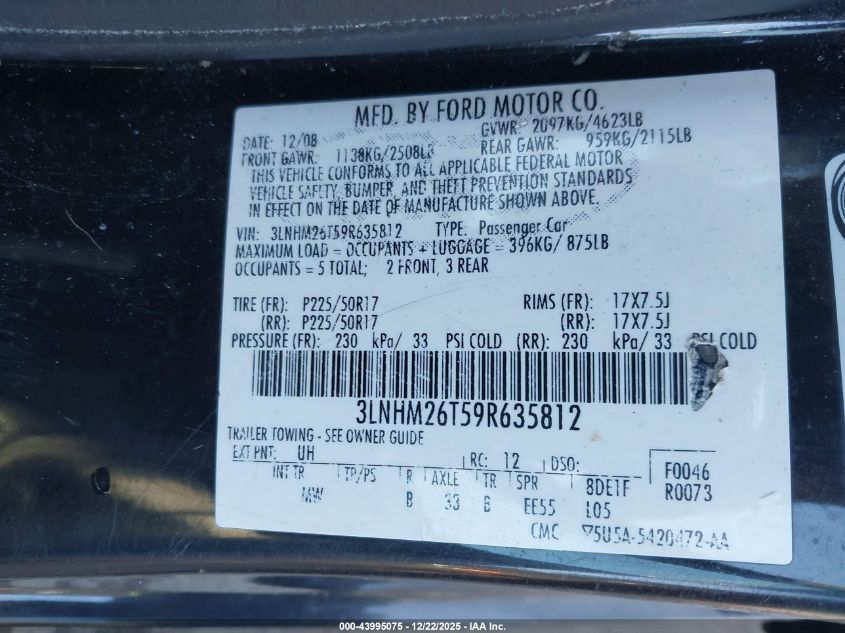 MFD. BY FORD MOTOR CO.
DATE: 12/08 GVWR: 2097KG/4623LB
FRONT GAWR: 1138KG/2508LB REAR GAWR: 959KG/2115LB
THIS VEHICLE CONFORMS TO ALL APPLICABLE FEDERAL MOTOR
VEHICLE SAFETY, BUMPER, AND THEFT PREVENTION STANDARDS
IN EFFECT ON THE DATE OF MANUFACTURE SHOWN ABOVE.
VIN: 3LNHM26T59R635812 TYPE: Passenger Car
MAXIMUM LOAD = OCCUPANTS + LUGGAGE = 396KG/ 875LB
OCCUPANTS = 5 TOTAL; 2 FRONT, 3 REAR
TIRE (FR): P225/50R17 RIMS (FR): 17X7.5J
(RR): P225/50R17 (RR): 17X7.5J
PRESSURE (FR): 230 kPa/ 33 PSI COLD (RR): 230 kPa/ 33 PSI COLD
3LNHM26T59R635812
TRAILER TOWING - SEE OWNER GUIDE
EXT PNT: UH RC: 12 DSO: F0046
INT TR TP/PS R AXLE TR SPR 8DE1F R0073
MW B 33 6 EE55 L05
CMC ▽5U5A-5420472-AA
000-43995075 - 12/22/2025 - IAA Inc.